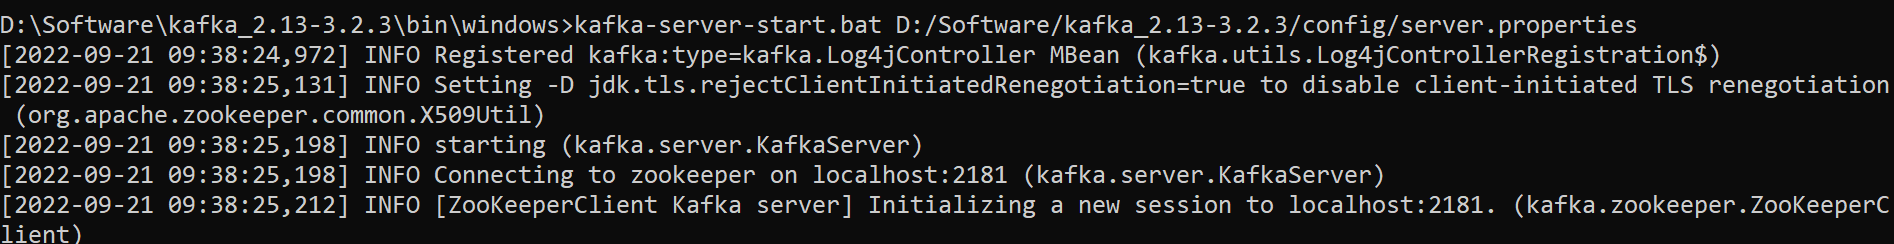 D:\Software\kafka_2.13-3.2.3\bin\windows>kafka-server-start.bat D:/Software/kafka_2.13-3.2.3/config/server.properties
[2022-09-21 09:38:24,972] INFO Registered kafka:type=kafka.Log4jController MBean (kafka.utils.Log4jControllerRegistration$)
[2022-09-21 09:38:25,131] INFO Setting -D jdk.tls.rejectClientInitiatedRenegotiation=true to disable client-initiated TLS renegotiation
 (org.apache.zookeeper.common.X509Util)
[2022-09-21 09:38:25,198] INFO starting (kafka.server.KafkaServer)
[2022-09-21 09:38:25,198] INFO Connecting to zookeeper on localhost:2181 (kafka.server.KafkaServer)
[2022-09-21 09:38:25,212] INFO [ZooKeeperClient Kafka server] Initializing a new session to localhost:2181. (kafka.zookeeper.ZooKeeperC
lient)